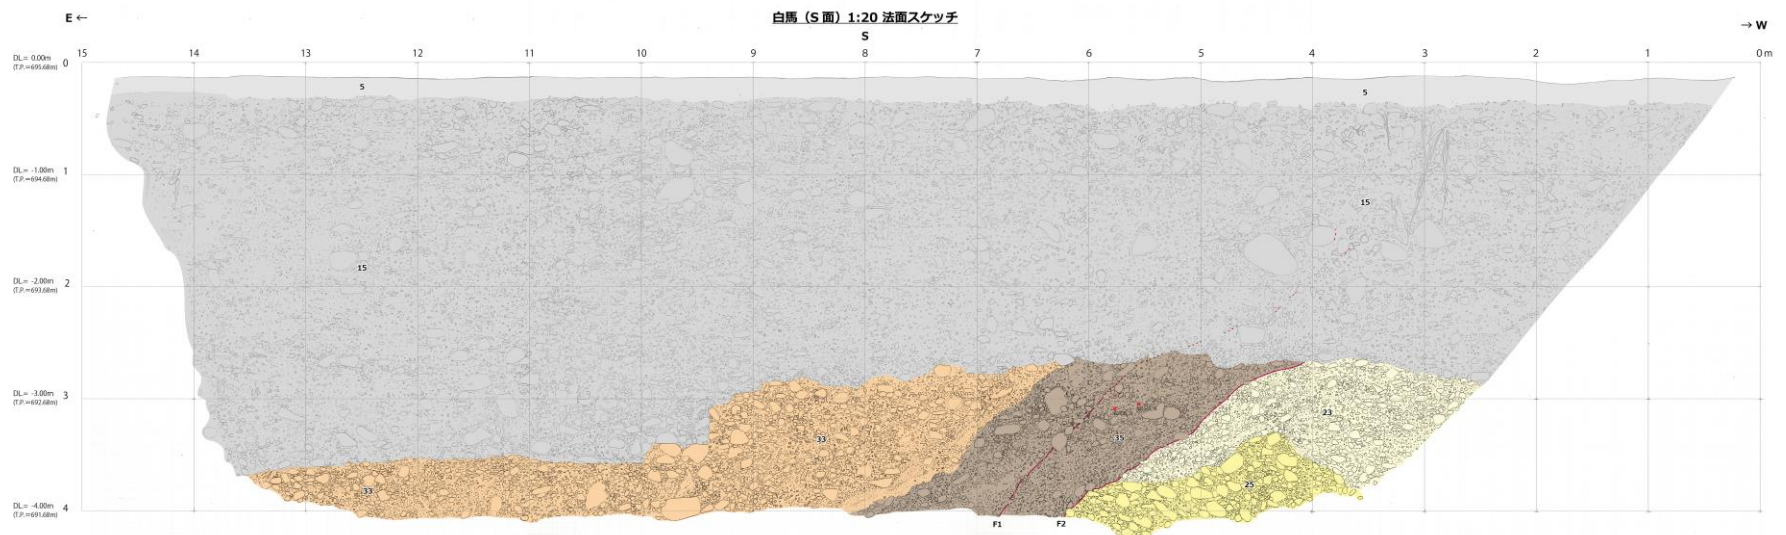 白馬（S 面）1:20 法面スケッチ
E ←
S
→ W
15 14 13 12 11 10 9 8 7 6 5 4 3 2 1 0 m
DL= 0.00m
(T.P.=695.68m)
0
5
5
DL= -1.00m
(T.P.=694.68m)
1
15
15
DL= -2.00m
(T.P.=693.68m)
2
DL= -3.00m
(T.P.=692.68m)
3
23
33
35
25
33
DL= -4.00m
(T.P.=691.68m)
4
F1
F2